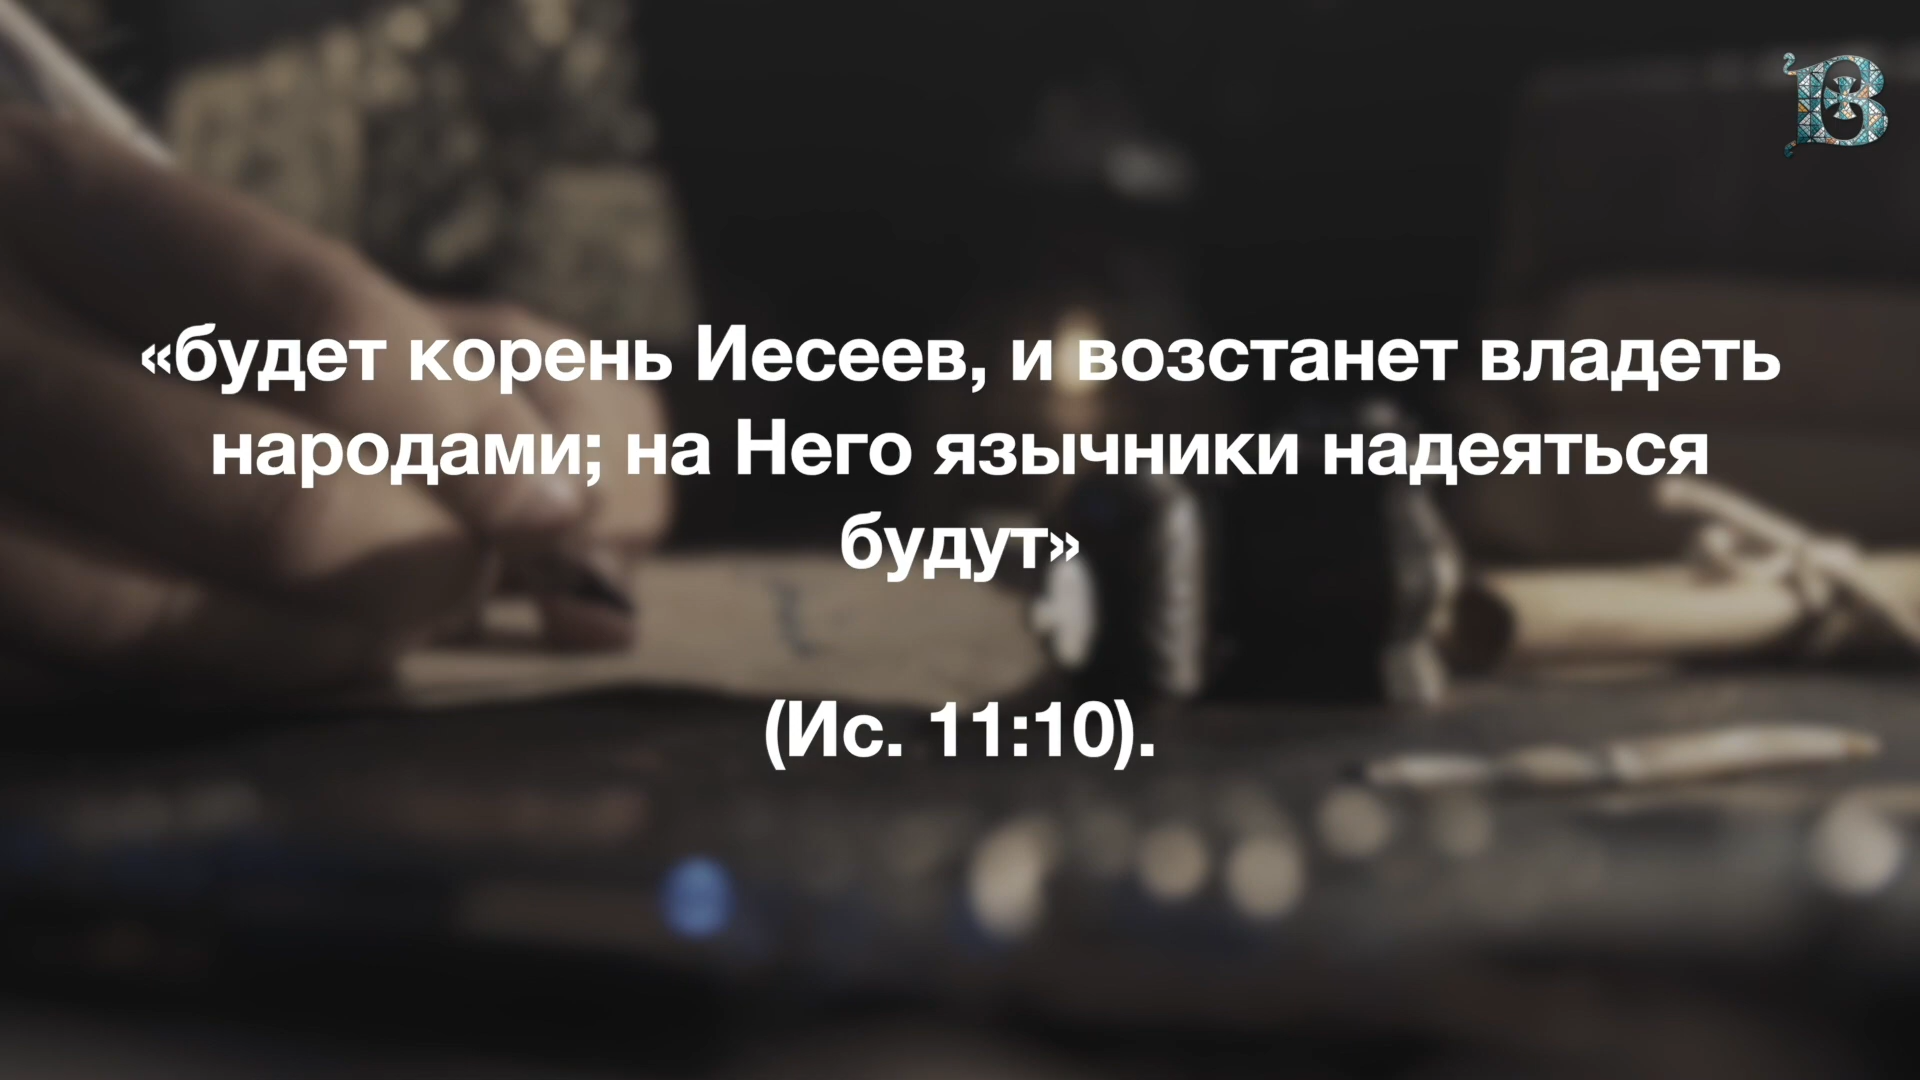 «будет корень Иесеев, и возстанет владеть
народами; на Него язычники надеяться
будут»
(Ис. 11:10).